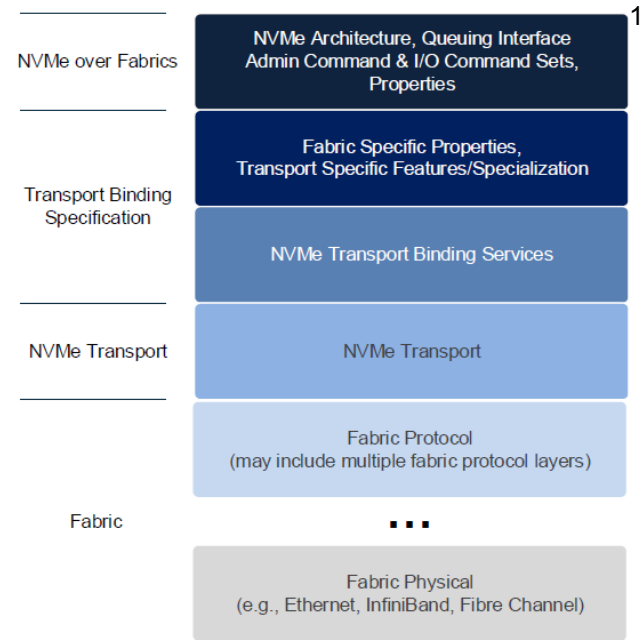 1
NVMe over Fabrics
NVMe Architecture, Queuing Interface
Admin Command & I/O Command Sets,
Properties
Transport Binding
Specification
Fabric Specific Properties,
Transport Specific Features/Specialization
NVMe Transport Binding Services
NVMe Transport
NVMe Transport
Fabric
Fabric Protocol
(may include multiple fabric protocol layers)
...
Fabric Physical
(e.g., Ethernet, InfiniBand, Fibre Channel)